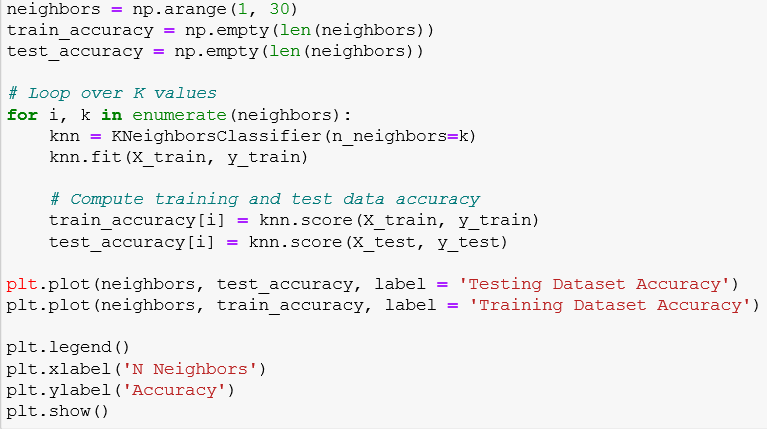 neighbors = np.arange(1, 30)
train_accuracy = np.empty(len(neighbors))
test_accuracy = np.empty(len(neighbors))

# Loop over K values
for i, k in enumerate(neighbors):
    knn = KNeighborsClassifier(n_neighbors=k)
    knn.fit(X_train, y_train)

    # Compute training and test data accuracy
    train_accuracy[i] = knn.score(X_train, y_train)
    test_accuracy[i] = knn.score(X_test, y_test)

plt.plot(neighbors, test_accuracy, label = 'Testing Dataset Accuracy')
plt.plot(neighbors, train_accuracy, label = 'Training Dataset Accuracy')

plt.legend()
plt.xlabel('N Neighbors')
plt.ylabel('Accuracy')
plt.show()